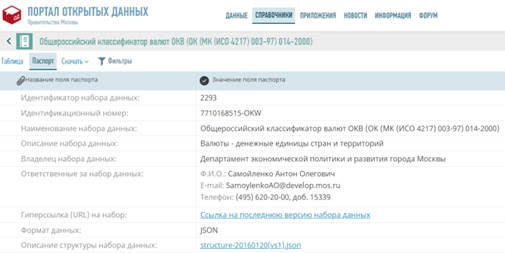 ПОРТАЛ ОТКРЫТЫХ ДАННЫХ
Правительства Москвы
ДАННЫЕ СПРАВОЧНИКИ ПРИЛОЖЕНИЯ НОВОСТИ ИНФОРМАЦИЯ ФОРУМ
Общероссийский классификатор валют ОКВ (ОК (МК (ИСО 4217) 003-97) 014-2000)
Таблица Паспорт Скачать Фильтры
Название поля паспорта Значение поля паспорта
Идентификатор набора данных: 2293
Идентификационный номер: 7710168515-OKW
Наименование набора данных: Общероссийский классификатор валют ОКВ (ОК (МК (ИСО 4217) 003-97) 014-2000)
Описание набора данных: Валюты - денежные единицы стран и территорий
Владелец набора данных: Департамент экономической политики и развития города Москвы
Ответственные за набор данных: Ф.И.О.: Самойленко Антон Олегович
E-mail: SamoylenkoAO@develop.mos.ru
Телефон: (495) 620-20-00, доб. 15339
Гиперссылка (URL) на набор: Ссылка на последнюю версию набора данных
Формат данных: JSON
Описание структуры набора данных: structure-20160120(vs1).json